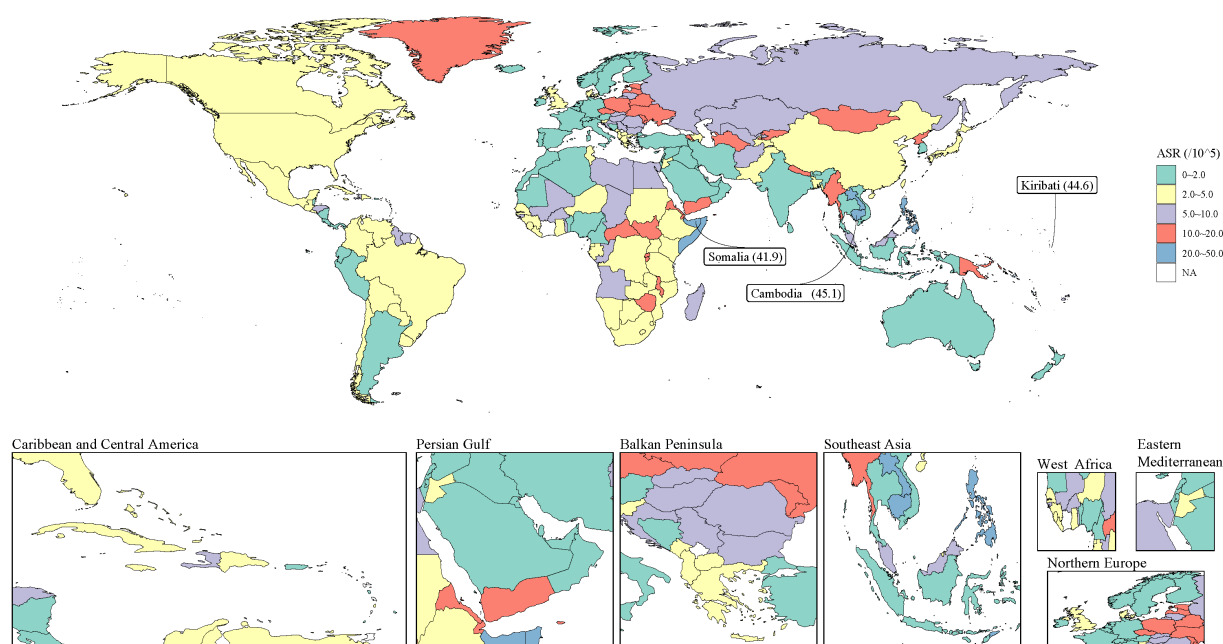 ASR (/10^5)
0~2.0
2.0~5.0
5.0~10.0
10.0~20.0
20.0~50.0
NA
Kiribati (44.6)
Somalia (41.9)
Cambodia (45.1)
Caribbean and Central America
Persian Gulf
Balkan Peninsula
Southeast Asia
West Africa
Eastern
Mediterranean
Northern Europe